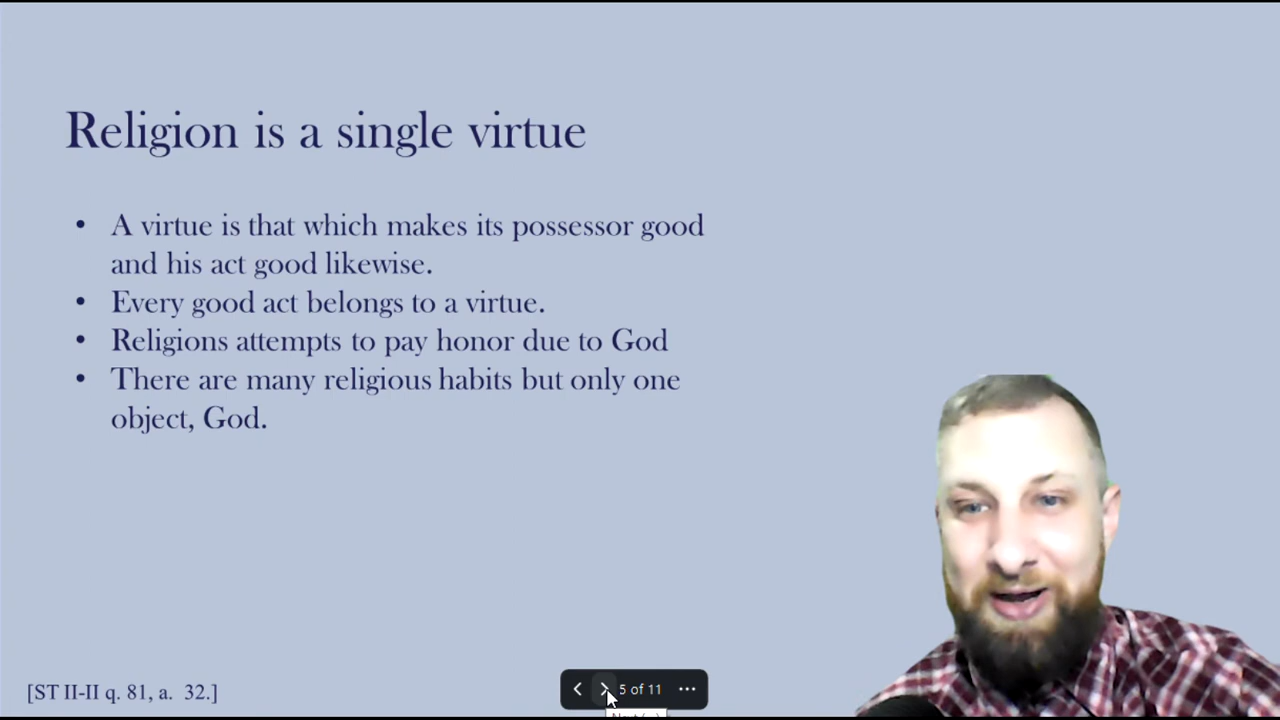 Religion is a single virtue
• A virtue is that which makes its possessor good
and his act good likewise.
• Every good act belongs to a virtue.
• Religions attempts to pay honor due to God
• There are many religious habits but only one
object, God.
[ST II-II q. 81, a. 32.]
5 of 11